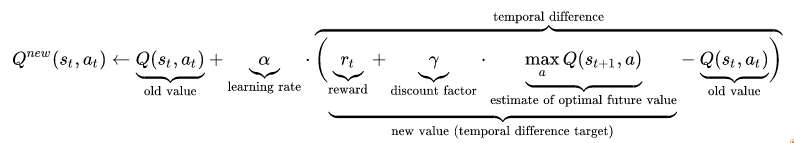 temporal difference
Q^{new}(s_t, a_t) ← Q(s_t, a_t) + α · ( r_t + γ · max_a Q(s_{t+1}, a) − Q(s_t, a_t) )
old value learning rate reward discount factor estimate of optimal future value old value
new value (temporal difference target)